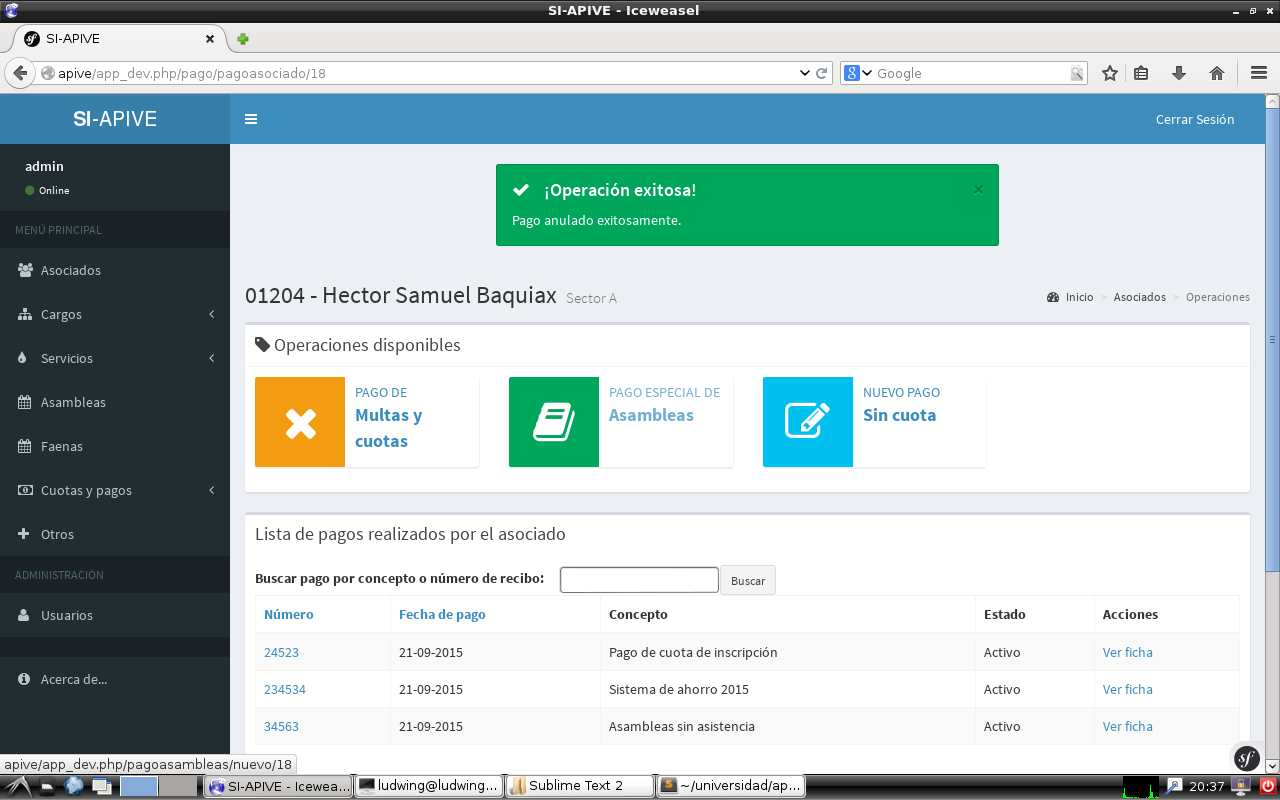 SI-APIVE - Iceweasel
SI-APIVE
apive/app_dev.php/pago/pagoasociado/18
Google
SI-APIVE
Cerrar Sesión
admin
Online
MENÚ PRINCIPAL
Asociados
Cargos
Servicios
Asambleas
Faenas
Cuotas y pagos
Otros
ADMINISTRACIÓN
Usuarios
Acerca de...
¡Operación exitosa!
×
Pago anulado exitosamente.
01204 - Hector Samuel Baquiax Sector A
Inicio > Asociados > Operaciones
Operaciones disponibles
PAGO DE
Multas y
cuotas
PAGO ESPECIAL DE
Asambleas
NUEVO PAGO
Sin cuota
Lista de pagos realizados por el asociado
Buscar pago por concepto o número de recibo: Buscar
Número Fecha de pago Concepto Estado Acciones
24523 21-09-2015 Pago de cuota de inscripción Activo Ver ficha
234534 21-09-2015 Sistema de ahorro 2015 Activo Ver ficha
34563 21-09-2015 Asambleas sin asistencia Activo Ver ficha
apive/app_dev.php/pagoasambleas/nuevo/18
SI-APIVE - Icewea... ludwing@ludwing... Sublime Text 2 ~/universidad/ap... 20:37